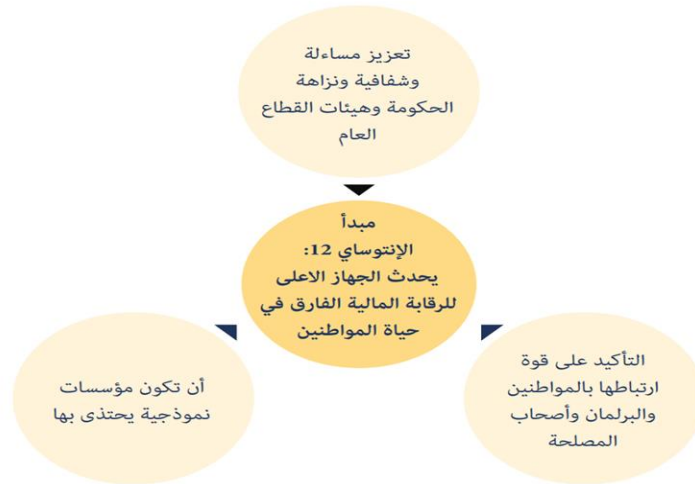 تعزيز مساءلة
وشفافية ونزاهة
الحكومة وهيئات القطاع
العام
مبدأ
الإنتوساي 12:
يحدث الجهاز الاعلى
للرقابة المالية الفارق في
حياة المواطنين
التأكيد على قوة
ارتباطها بالمواطنين
والبرلمان وأصحاب
المصلحة
أن تكون مؤسسات
نموذجية يحتذى بها